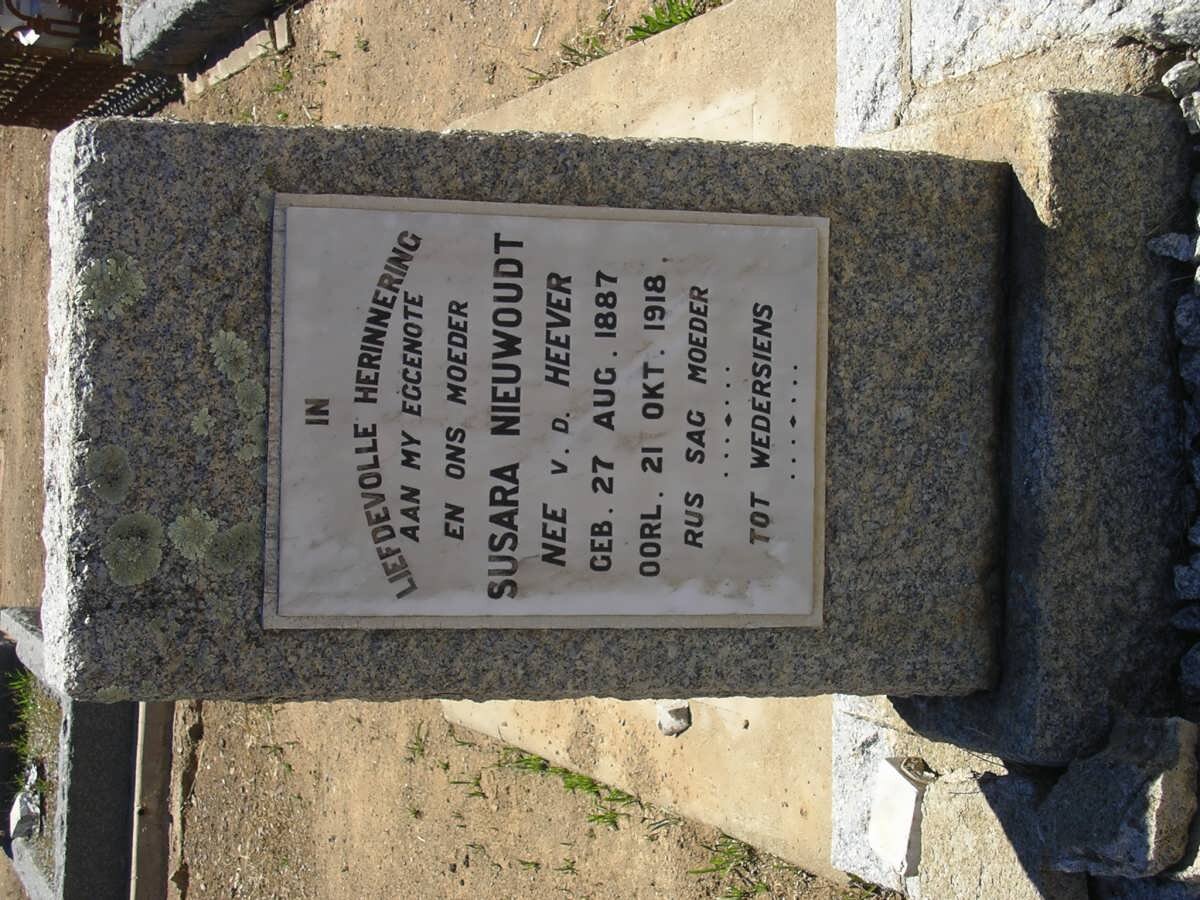 IN
LIEFDEVOLLE HERINNERING
AAN MY EGGENOTE
EN ONS MOEDER
SUSARA NIEUWOUDT
NEE V. D. HEEVER
GEB. 27 AUG. 1887
OORL. 21 OKT. 1918
RUS SAG MOEDER
TOT WEDERSIENS